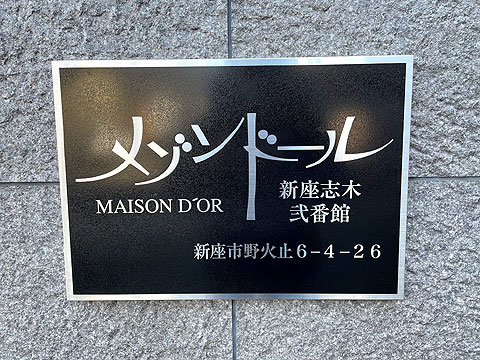 メゾンドール
MAISON D'OR
新座志木
弐番館
新座市野火止6-4-26